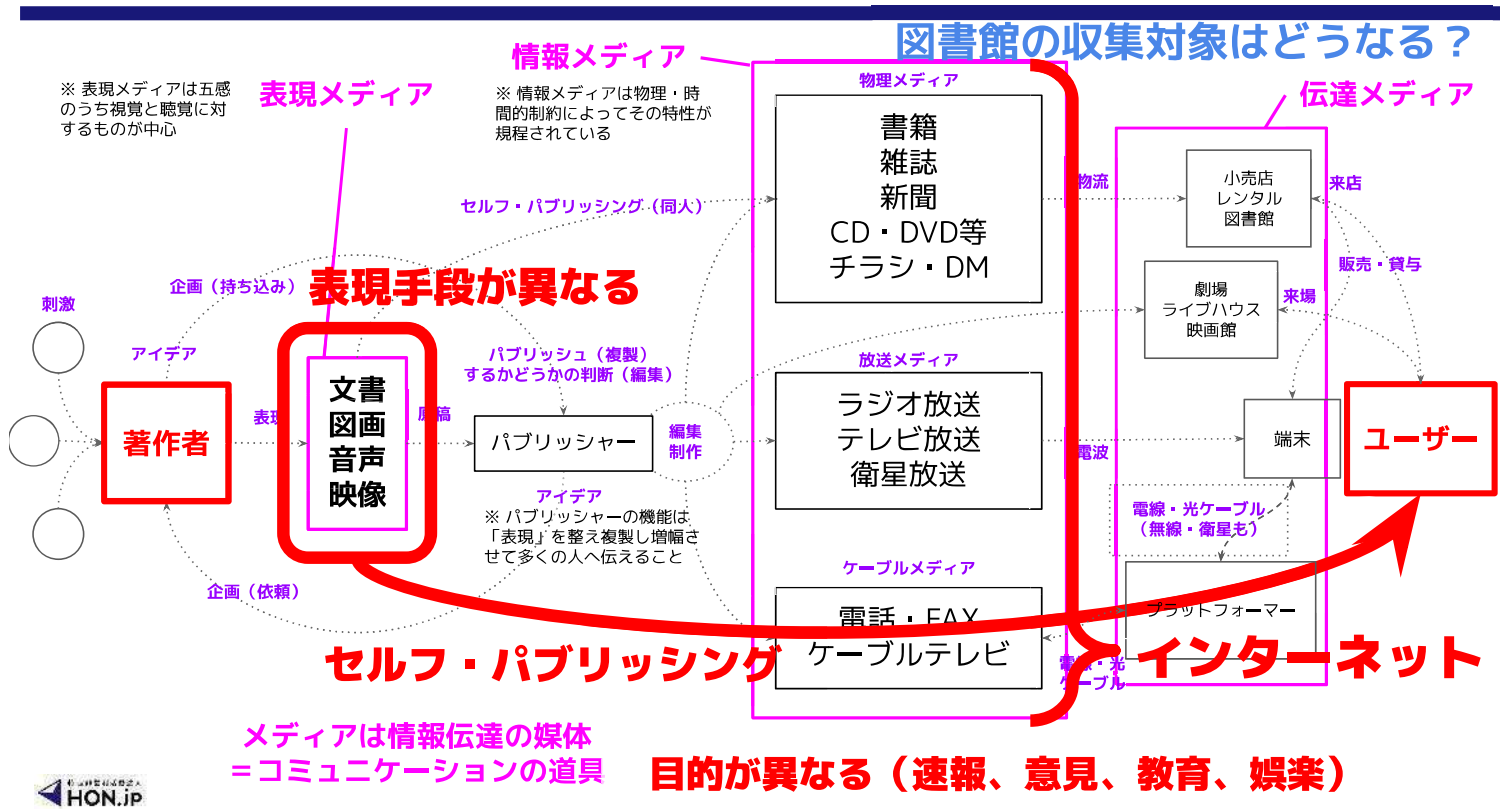 図書館の収集対象はどうなる？
情報メディア
※ 表現メディアは五感
のうち視覚と聴覚に対
するものが中心
表現メディア
※ 情報メディアは物理・時
間的制約によってその特性が
規程されている
物理メディア
伝達メディア
書籍
雑誌
新聞
CD・DVD等
チラシ・DM
物流
小売店
レンタル
図書館
来店
セルフ・パブリッシング（同人）
販売・貸与
企画（持ち込み）
表現手段が異なる
刺激
劇場
ライブハウス
映画館
来場
アイデア
パブリッシュ（複製）
するかどうかの判断（編集）
放送メディア
著作者
表現
文書
図画
音声
映像
原稿
パブリッシャー
編集
制作
ラジオ放送
テレビ放送
衛星放送
電波
端末
ユーザー
アイデア
※ パブリッシャーの機能は
「表現」を整え複製し増幅さ
せて多くの人へ伝えること
電線・光ケーブル
（無線・衛星も）
企画（依頼）
ケーブルメディア
電話・FAX
ケーブルテレビ
プラットフォーマー
セルフ・パブリッシング
電線・光
ケーブル
インターネット
メディアは情報伝達の媒体
＝コミュニケーションの道具
目的が異なる（速報、意見、教育、娯楽）
HON.jp